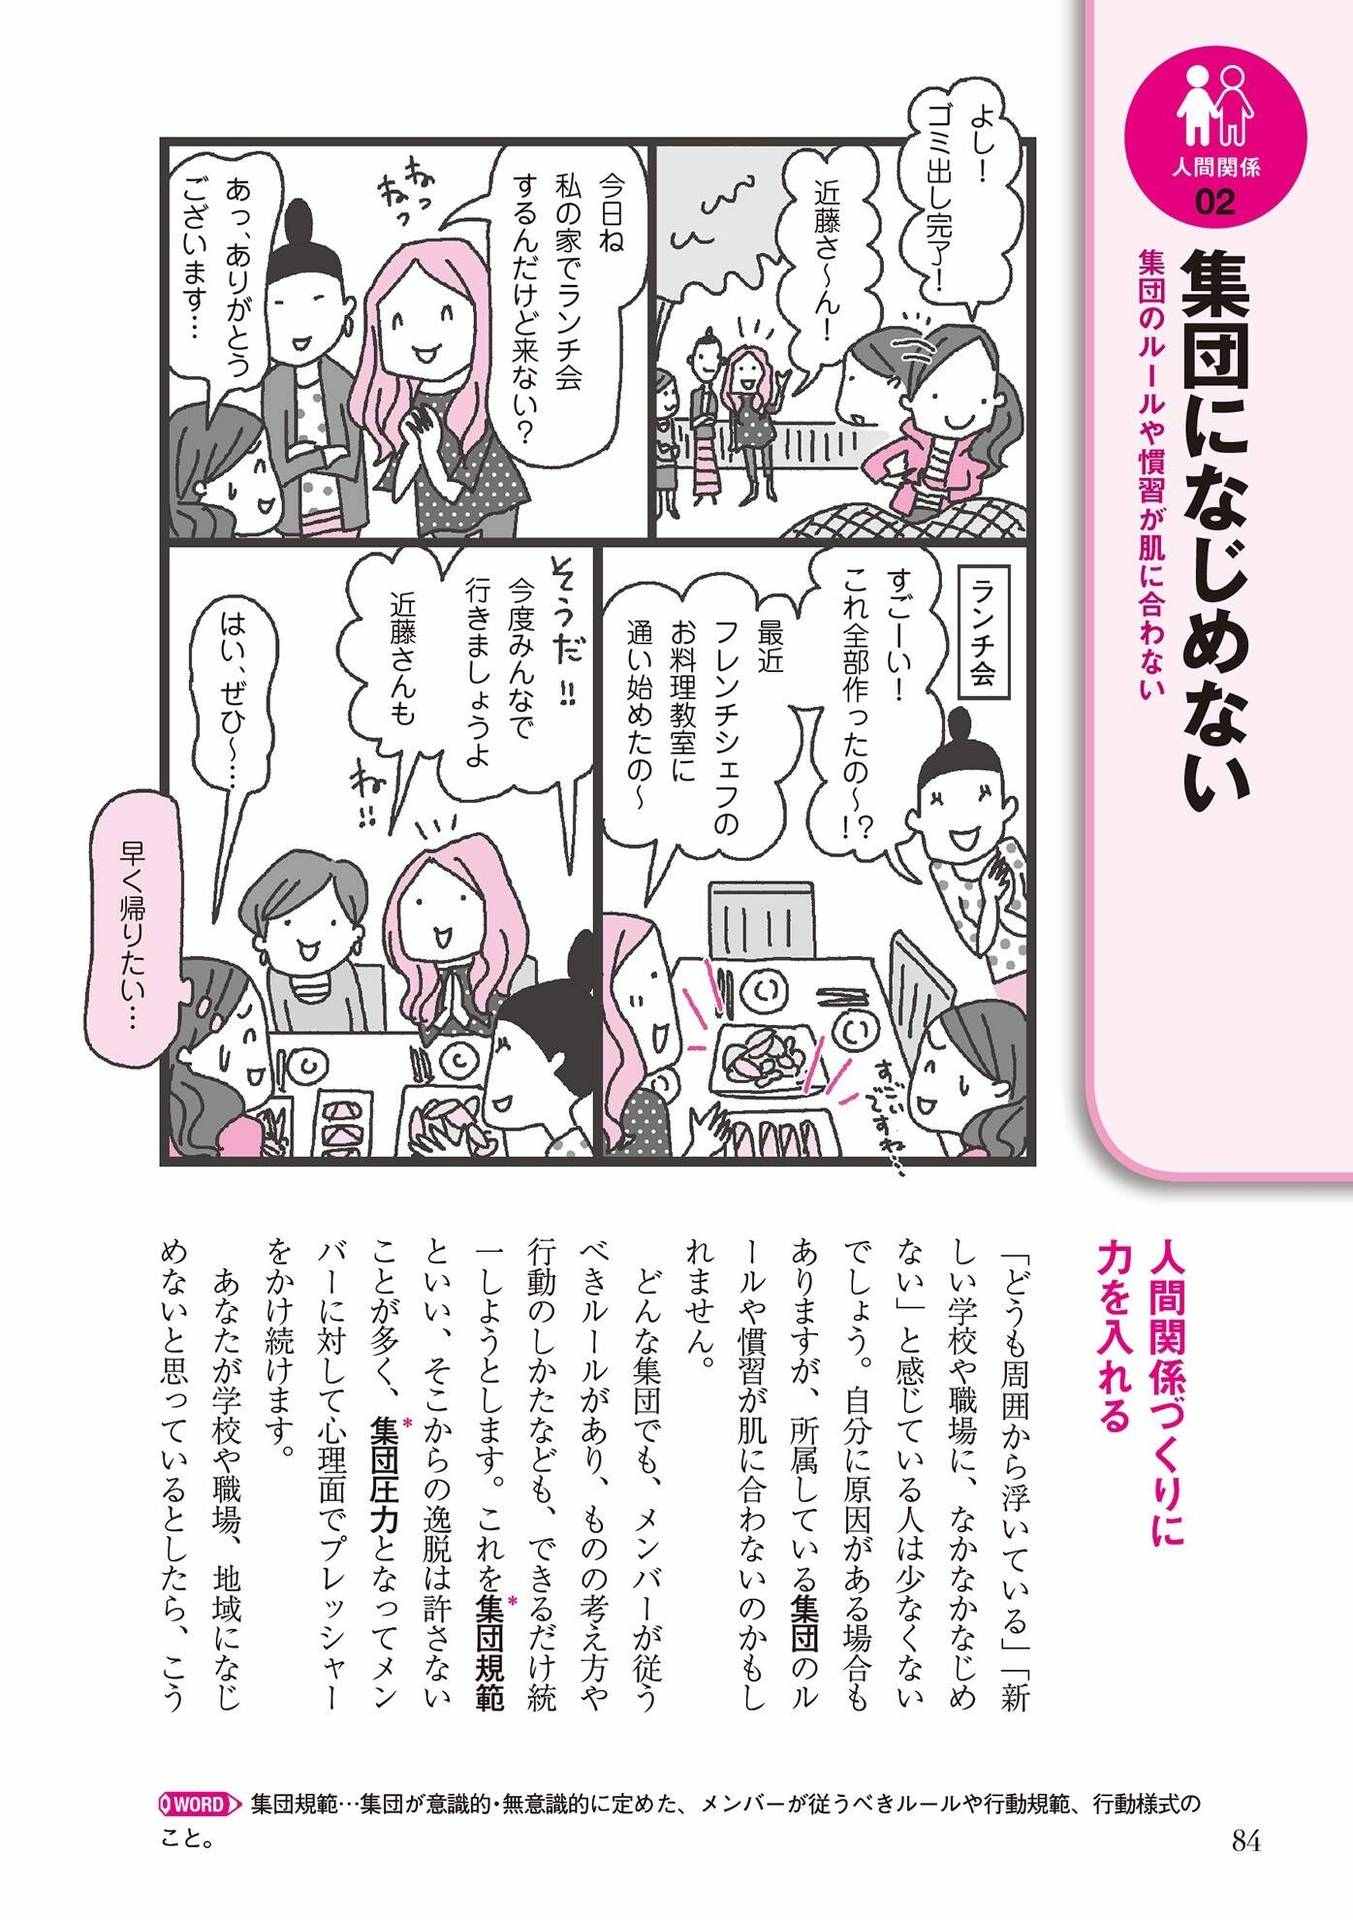 人間関係
02
集団になじめない
集団のルールや慣習が肌に合わない
よし！
ゴミ出し完了！
近藤さ〜ん！
今日ね
私の家でランチ会
するんだけど来ない？
ねっ
ねっ
あっ、ありがとう
ございます…
ランチ会
すごーい！
これ全部作ったの〜!?
最近
フレンチシェフの
お料理教室に
通い始めたの〜
すごい
ですね…
そうだ!!
今度みんなで
行きましょうよ
近藤さんも
ね!!
はい、ぜひ〜…
早く帰りたい…
人間関係づくりに
力を入れる
「どうも周囲から浮いている」「新
しい学校や職場に、なかなかなじめ
ない」と感じている人は少なくない
でしょう。自分に原因がある場合も
ありますが、所属している集団のル
ールや慣習が肌に合わないのかもし
れません。
どんな集団でも、メンバーが従う
べきルールがあり、ものの考え方や
行動のしかたなども、できるだけ統
一しようとします。これを集団規範*
といい、そこからの逸脱は許さない
ことが多く、集団圧力*となってメン
バーに対して心理面でプレッシャー
をかけ続けます。
あなたが学校や職場、地域になじ
めないと思っているとしたら、こう
WORD 集団規範…集団が意識的・無意識的に定めた、メンバーが従うべきルールや行動規範、行動様式の
こと。
84